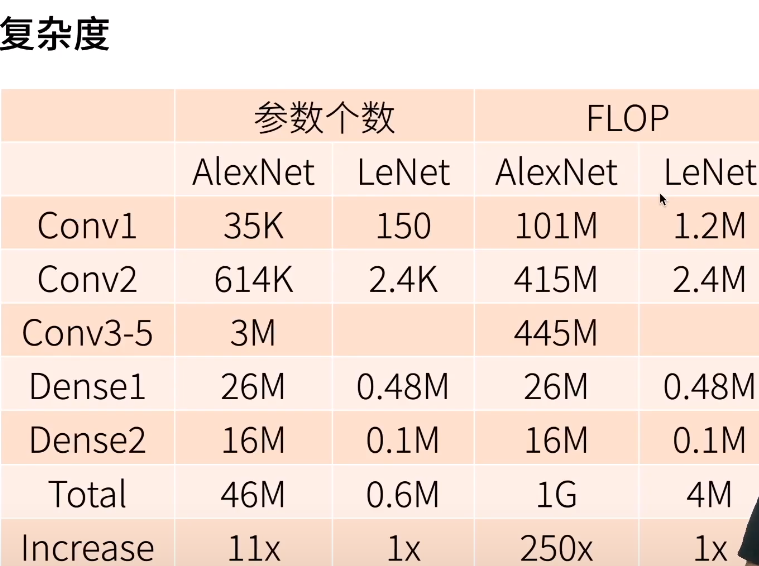 复杂度
参数个数 FLOP
AlexNet LeNet AlexNet LeNet
Conv1 35K 150 101M 1.2M
Conv2 614K 2.4K 415M 2.4M
Conv3-5 3M 445M
Dense1 26M 0.48M 26M 0.48M
Dense2 16M 0.1M 16M 0.1M
Total 46M 0.6M 1G 4M
Increase 11x 1x 250x 1x